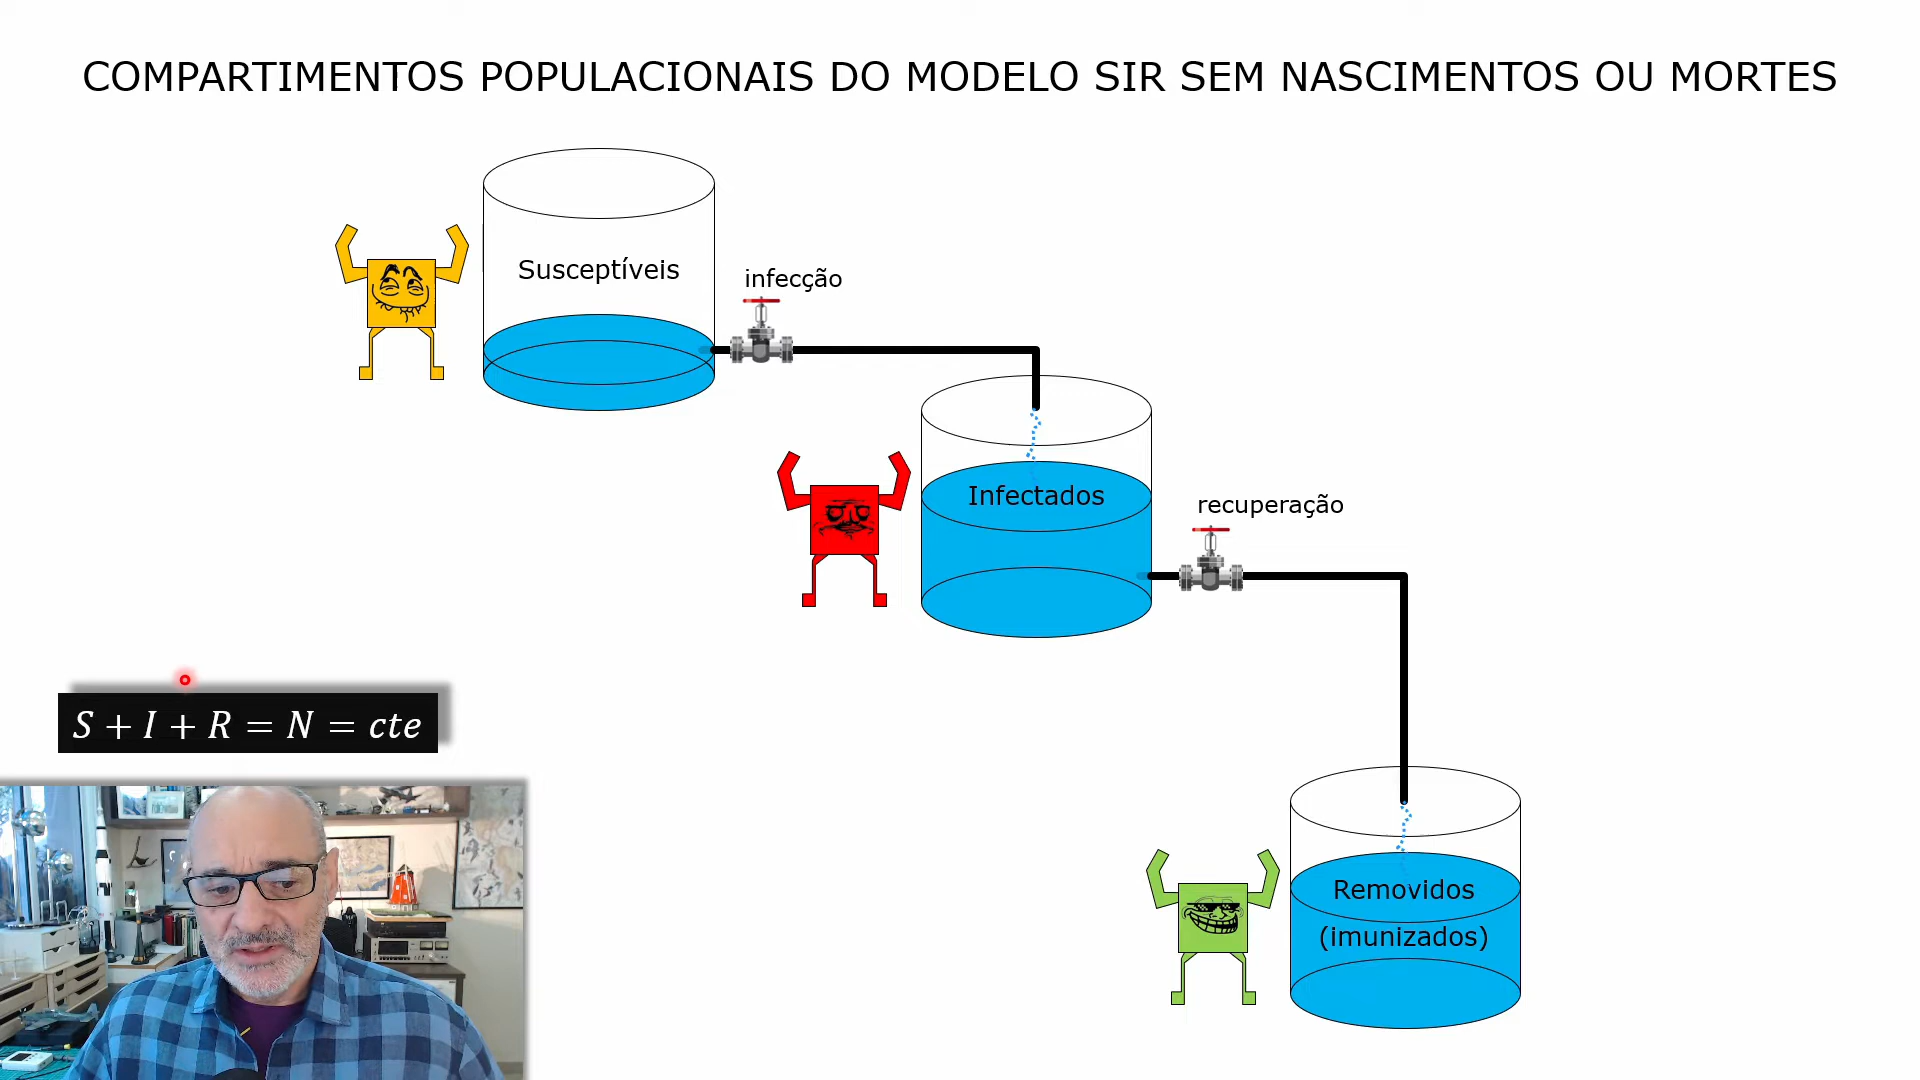 COMPARTIMENTOS POPULACIONAIS DO MODELO SIR SEM NASCIMENTOS OU MORTES
Susceptíveis
infecção
Infectados
recuperação
S + I + R = N = cte
Removidos
(imunizados)